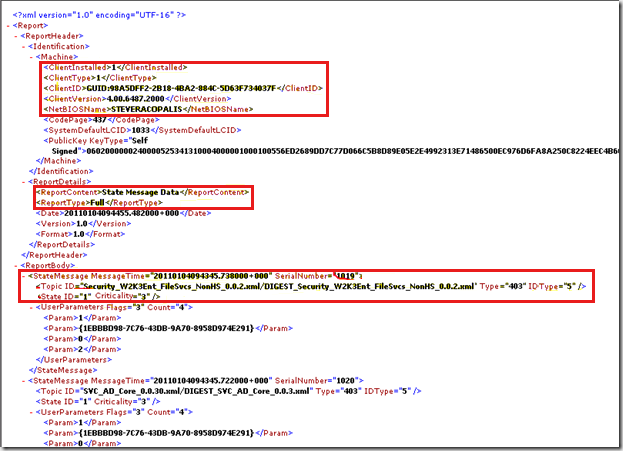 <?xml version="1.0" encoding="UTF-16" ?>
- <Report>
- <ReportHeader>
- <Identification>
- <Machine>
<ClientInstalled>1</ClientInstalled>
<ClientType>1</ClientType>
<ClientID>GUID:98A5DFF2-2B18-4BA2-884C-5D63F734037F</ClientID>
<ClientVersion>4.00.6487.2000</ClientVersion>
<NetBIOSName>STEVERACOPALIS</NetBIOSName>
<CodePage>437</CodePage>
<SystemDefaultLCID>1033</SystemDefaultLCID>
<PublicKey KeyType="Self
Signed">0602000000240000525341310004000001000100556ED2689DD7C77D066C5B8D89E05E2E4992313E71486500EC976D6FA8A250C8224EEC4B6
</Machine>
</Identification>
- <ReportDetails>
<ReportContent>State Message Data</ReportContent>
<ReportType>Full</ReportType>
<Date>20110104094455.482000+000</Date>
<Version>1.0</Version>
<Format>1.0</Format>
</ReportDetails>
</ReportHeader>
- <ReportBody>
- <StateMessage MessageTime="20110104094345.738000+000" SerialNumber="1019">
<Topic ID="Security_W2K3Ent_FileSvcs_NonHS_0.0.2.xml/DIGEST_Security_W2K3Ent_FileSvcs_NonHS_0.0.2.xml" Type="403" IDType="5" />
<State ID="1" Criticality="3" />
- <UserParameters Flags="3" Count="4">
<Param>1</Param>
<Param>{1EBBBD98-7C76-43DB-9A70-8958D974E291}</Param>
<Param>0</Param>
<Param>2</Param>
</UserParameters>
</StateMessage>
- <StateMessage MessageTime="20110104094345.722000+000" SerialNumber="1020">
<Topic ID="SVC_AD_Core_0.0.30.xml/DIGEST_SVC_AD_Core_0.0.3.xml" Type="403" IDType="5" />
<State ID="1" Criticality="3" />
- <UserParameters Flags="3" Count="4">
<Param>1</Param>
<Param>{1EBBBD98-7C76-43DB-9A70-8958D974E291}</Param>
<Param>0</Param>